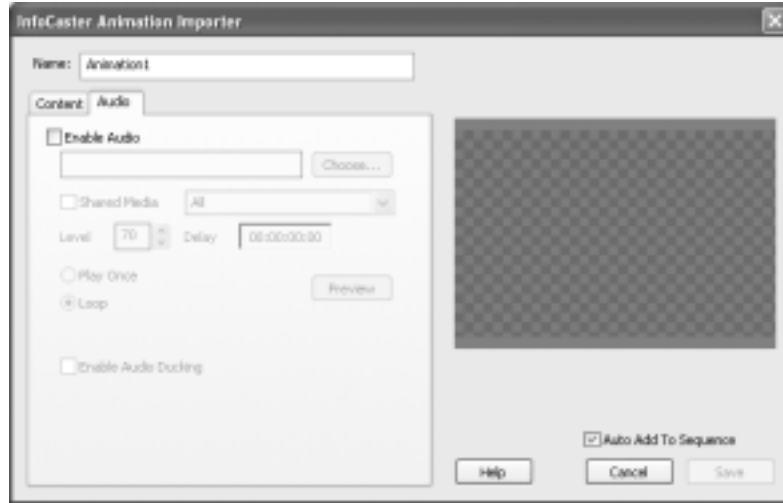 InfoCaster Animation Importer
Name: Animation1
Content Audio
Enable Audio
Choose...
Shared Media All
Level 70 Delay 00:00:00:00
Play Once
Loop
Preview
Enable Audio Ducking
Auto Add To Sequence
Help Cancel Save